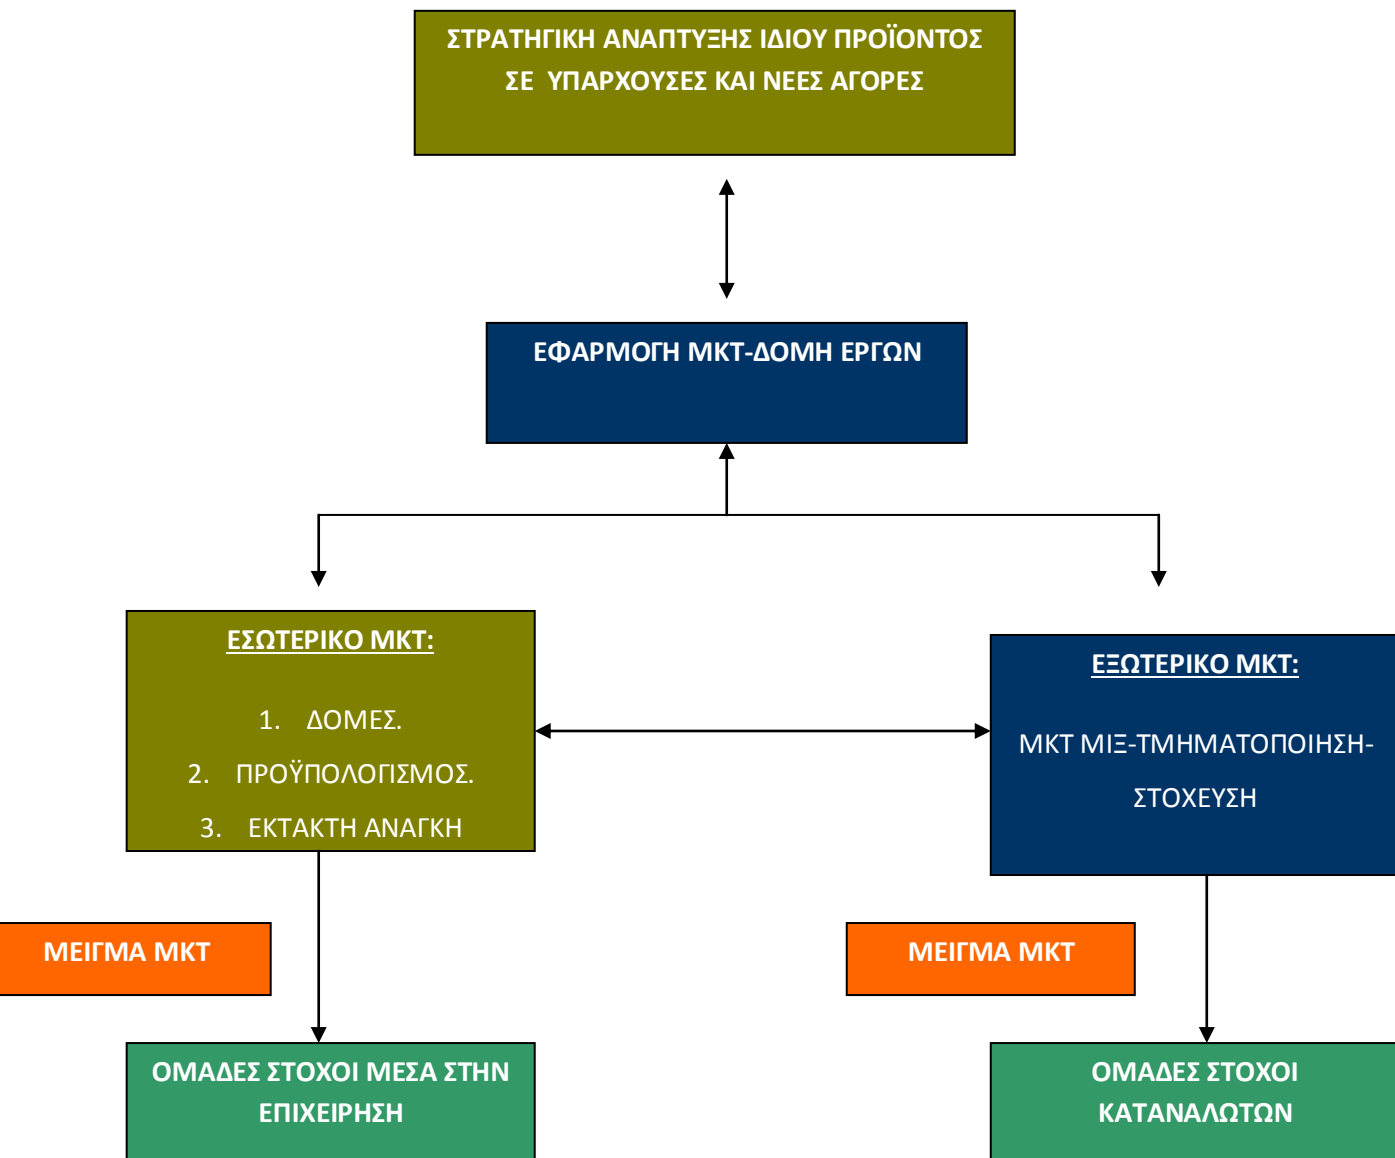 ΣΤΡΑΤΗΓΙΚΗ ΑΝΑΠΤΥΞΗΣ ΙΔΙΟΥ ΠΡΟΪΟΝΤΟΣ
ΣΕ ΥΠΑΡΧΟΥΣΕΣ ΚΑΙ ΝΕΕΣ ΑΓΟΡΕΣ
ΕΦΑΡΜΟΓΗ ΜΚΤ-ΔΟΜΗ ΕΡΓΩΝ
ΕΣΩΤΕΡΙΚΟ ΜΚΤ:
1. ΔΟΜΕΣ.
2. ΠΡΟΫΠΟΛΟΓΙΣΜΟΣ.
3. ΕΚΤΑΚΤΗ ΑΝΑΓΚΗ
ΕΞΩΤΕΡΙΚΟ ΜΚΤ:
ΜΚΤ ΜΙΞ-ΤΜΗΜΑΤΟΠΟΙΗΣΗ-
ΣΤΟΧΕΥΣΗ
ΜΕΙΓΜΑ ΜΚΤ
ΜΕΙΓΜΑ ΜΚΤ
ΟΜΑΔΕΣ ΣΤΟΧΟΙ ΜΕΣΑ ΣΤΗΝ
ΕΠΙΧΕΙΡΗΣΗ
ΟΜΑΔΕΣ ΣΤΟΧΟΙ
ΚΑΤΑΝΑΛΩΤΩΝ